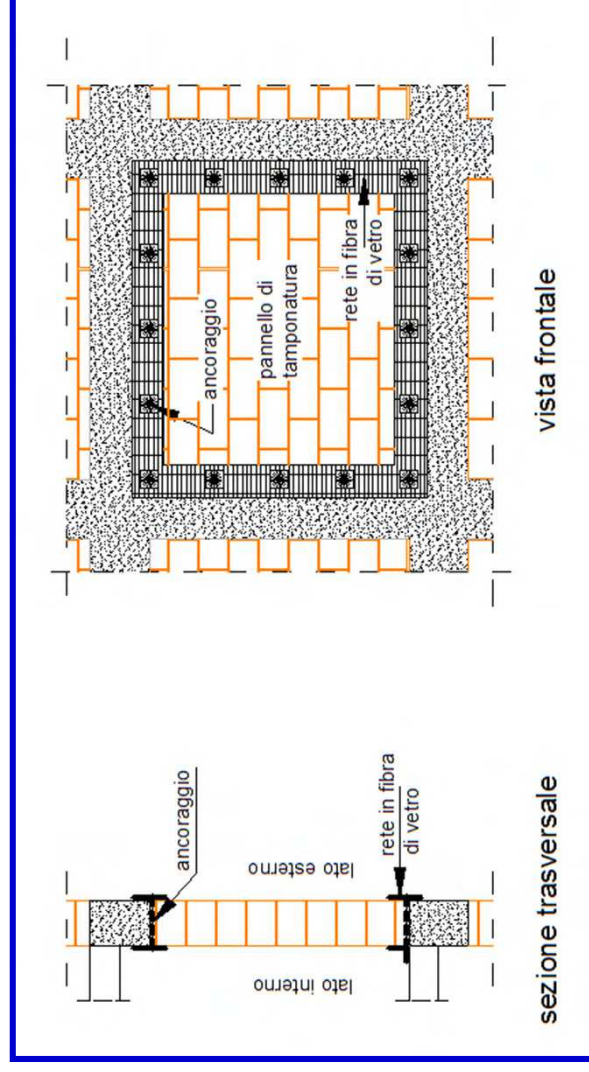 ancoraggio
pannello di
tamponatura
rete in fibra
di vetro
vista frontale
ancoraggio
lato esterno
rete in fibra
di vetro
lato interno
sezione trasversale